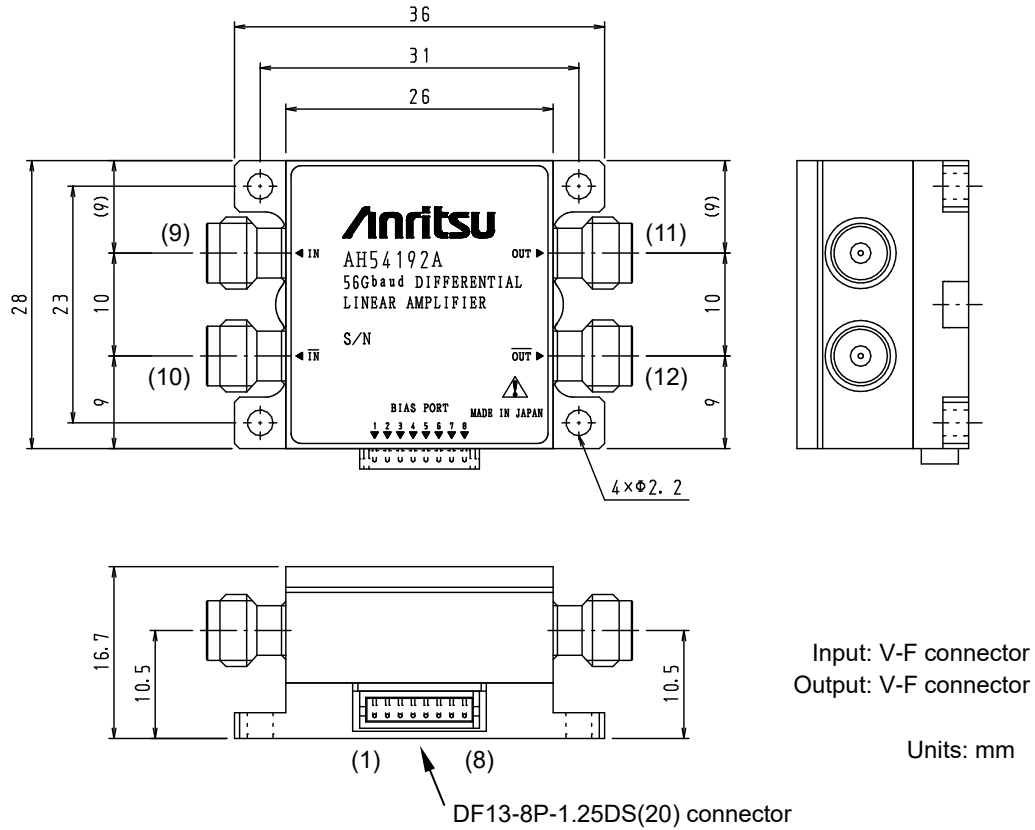 36
31
26
(9)
(9)
(9)
(11)
Anritsu
IN
OUT
AH54192A
56Gbaud DIFFERENTIAL
LINEAR AMPLIFIER
28
23
10
10
S/N
IN
OUT
(10)
(12)
9
9
BIAS PORT
MADE IN JAPAN
1 2 3 4 5 6 7 8
4×Φ2.2
16.7
10.5
10.5
Input: V-F connector
Output: V-F connector
Units: mm
(1)
(8)
DF13-8P-1.25DS(20) connector